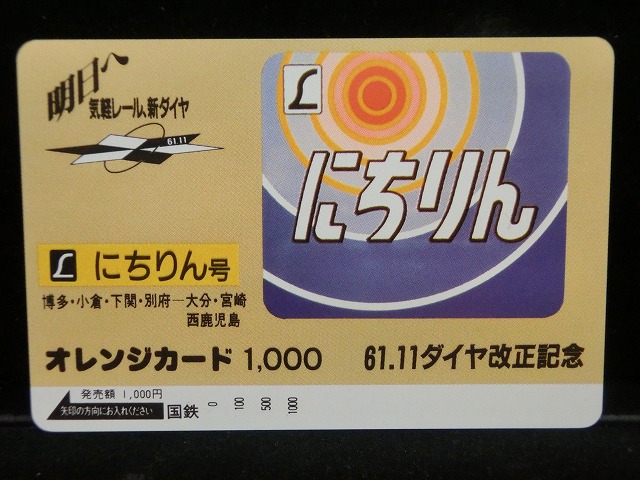 明日へ
気軽レール、新ダイヤ
61.11
L
にちりん
L にちりん号
博多・小倉・下関・別府―大分・宮崎
西鹿児島
オレンジカード 1,000
61.11ダイヤ改正記念
発売額 1,000円
矢印の方向にお入れください
国鉄 0 100 500 1000